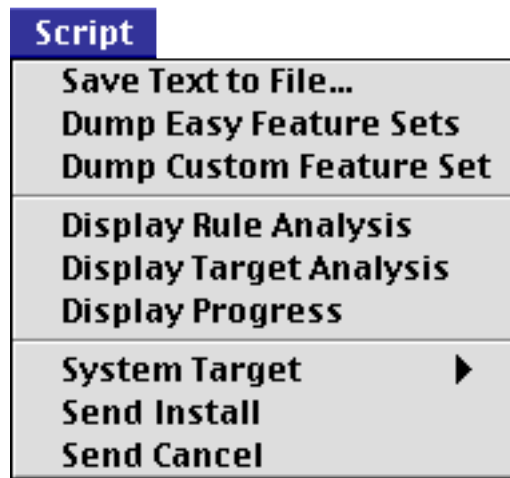 Script
Save Text to File...
Dump Easy Feature Sets
Dump Custom Feature Set
Display Rule Analysis
Display Target Analysis
Display Progress
System Target
Send Install
Send Cancel